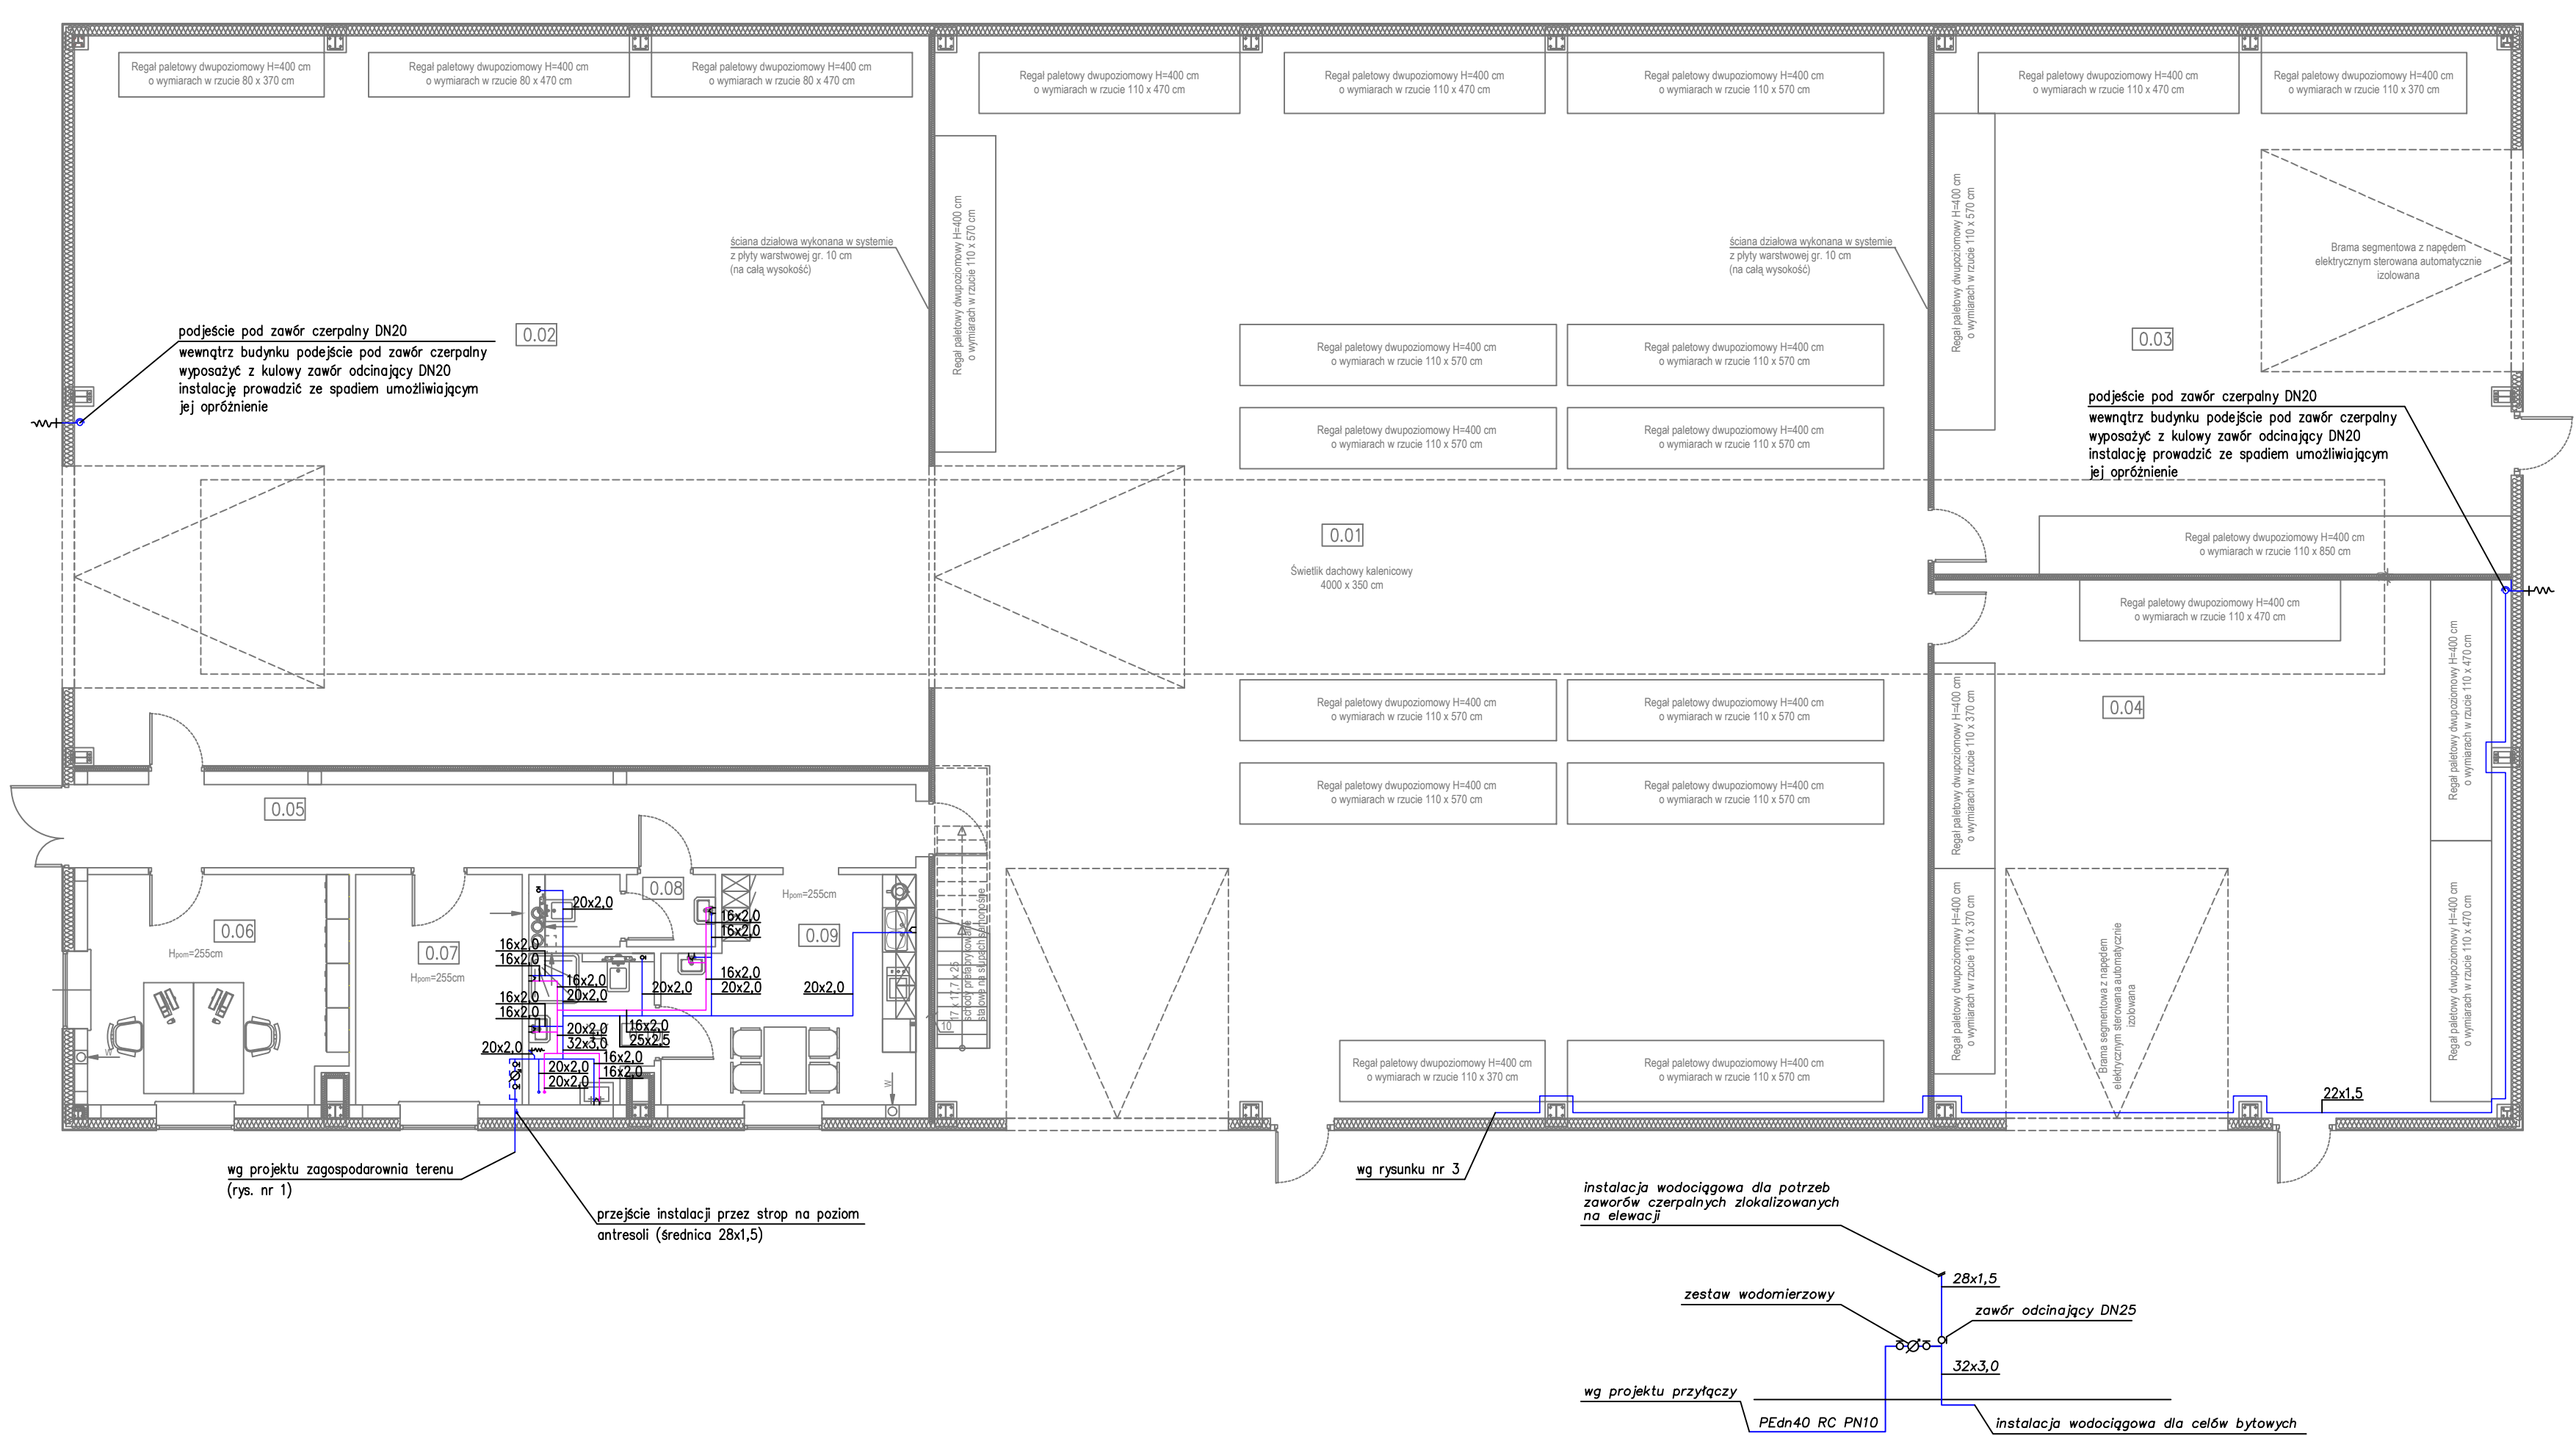 Regał paletowy dwupoziomowy H=400 cm
o wymiarach w rzucie 80 x 370 cm
Regał paletowy dwupoziomowy H=400 cm
o wymiarach w rzucie 80 x 470 cm
Regał paletowy dwupoziomowy H=400 cm
o wymiarach w rzucie 80 x 470 cm
Regał paletowy dwupoziomowy H=400 cm
o wymiarach w rzucie 110 x 470 cm
Regał paletowy dwupoziomowy H=400 cm
o wymiarach w rzucie 110 x 470 cm
Regał paletowy dwupoziomowy H=400 cm
o wymiarach w rzucie 110 x 570 cm
Regał paletowy dwupoziomowy H=400 cm
o wymiarach w rzucie 110 x 470 cm
Regał paletowy dwupoziomowy H=400 cm
o wymiarach w rzucie 110 x 370 cm
Regał paletowy dwupoziomowy H=400 cm
o wymiarach w rzucie 110 x 570 cm
Regał paletowy dwupoziomowy H=400 cm
o wymiarach w rzucie 110 x 570 cm
ściana działowa wykonana w systemie
z płyty warstwowej gr. 10 cm
(na całą wysokość)
ściana działowa wykonana w systemie
z płyty warstwowej gr. 10 cm
(na całą wysokość)
Brama segmentowa z napędem
elektrycznym sterowana automatycznie
izolowana
podjeście pod zawór czerpalny DN20
wewnątrz budynku podejście pod zawór czerpalny
wyposażyć z kulowy zawór odcinający DN20
instalację prowadzić ze spadiem umożliwiającym
jej opróżnienie
0.02
0.03
Regał paletowy dwupoziomowy H=400 cm
o wymiarach w rzucie 110 x 570 cm
Regał paletowy dwupoziomowy H=400 cm
o wymiarach w rzucie 110 x 570 cm
Regał paletowy dwupoziomowy H=400 cm
o wymiarach w rzucie 110 x 570 cm
Regał paletowy dwupoziomowy H=400 cm
o wymiarach w rzucie 110 x 570 cm
podjeście pod zawór czerpalny DN20
wewnątrz budynku podejście pod zawór czerpalny
wyposażyć z kulowy zawór odcinający DN20
instalację prowadzić ze spadiem umożliwiającym
jej opróżnienie
0.01
Świetlik dachowy kalenicowy
4000 x 350 cm
Regał paletowy dwupoziomowy H=400 cm
o wymiarach w rzucie 110 x 850 cm
Regał paletowy dwupoziomowy H=400 cm
o wymiarach w rzucie 110 x 470 cm
Regał paletowy dwupoziomowy H=400 cm
o wymiarach w rzucie 110 x 470 cm
0.04
Regał paletowy dwupoziomowy H=400 cm
o wymiarach w rzucie 110 x 570 cm
Regał paletowy dwupoziomowy H=400 cm
o wymiarach w rzucie 110 x 570 cm
Regał paletowy dwupoziomowy H=400 cm
o wymiarach w rzucie 110 x 370 cm
Regał paletowy dwupoziomowy H=400 cm
o wymiarach w rzucie 110 x 570 cm
Regał paletowy dwupoziomowy H=400 cm
o wymiarach w rzucie 110 x 570 cm
0.05
0.06
Hpom=255cm
0.07
Hpom=255cm
0.08
Hpom=255cm
0.09
20x2,0
16x2,0
16x2,0
16x2,0
16x2,0
16x2,0
20x2,0
20x2,0
16x2,0
20x2,0
20x2,0
16x2,0
16x2,0
20x2,0
32x3,0
16x2,0
25x2,5
20x2,0
20x2,0
20x2,0
16x2,0
16x2,0
W
W
17 x 17,7 x 25
schody prefabrykowane
10
Regał paletowy dwupoziomowy H=400 cm
o wymiarach w rzucie 110 x 370 cm
Regał paletowy dwupoziomowy H=400 cm
o wymiarach w rzucie 110 x 570 cm
Regał paletowy dwupoziomowy H=400 cm
o wymiarach w rzucie 110 x 370 cm
Brama segmentowa z napędem
elektrycznym sterowana automatycznie
izolowana
Regał paletowy dwupoziomowy H=400 cm
o wymiarach w rzucie 110 x 470 cm
22x1,5
wg projektu zagospodarownia terenu
(rys. nr 1)
przejście instalacji przez strop na poziom
antresoli (średnica 28x1,5)
wg rysunku nr 3
instalacja wodociągowa dla potrzeb
zaworów czerpalnych zlokalizowanych
na elewacji
28x1,5
zestaw wodomierzowy
zawór odcinający DN25
32x3,0
wg projektu przyłączy
PEdn40 RC PN10
instalacja wodociągowa dla celów bytowych